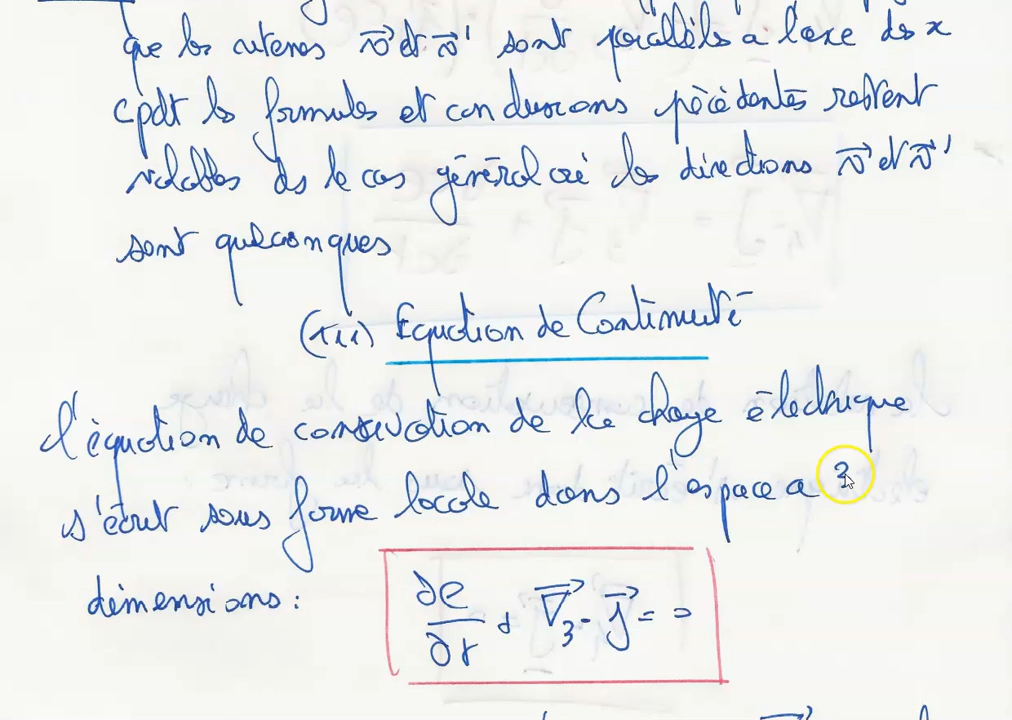 que les antennes v⃗ et v⃗' sont parallèles à l'axe des x
cpdt les formules et conclusions précédentes restent
valables ds le cas général où les directions v⃗ et v⃗'
sont quelconques
(iii) Equation de Continuité
l'équation de conservation de la charge électrique
s'écrit sous forme locale dans l'espace a 3
dimensions :
∂ρ/∂t + ∇⃗₃ · j⃗ = 0